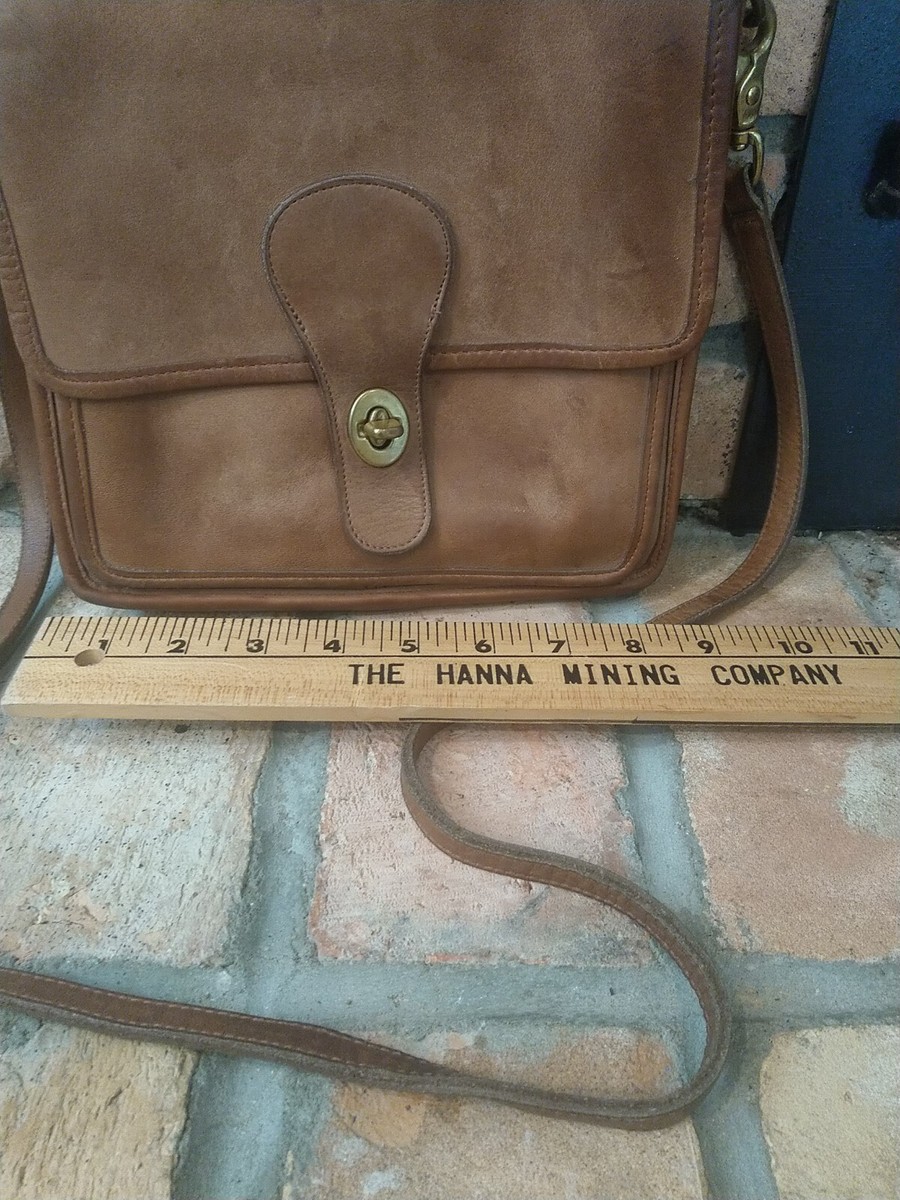 1 2 3 4 5 6 7 8 9 10 11
THE HANNA MINING COMPANY